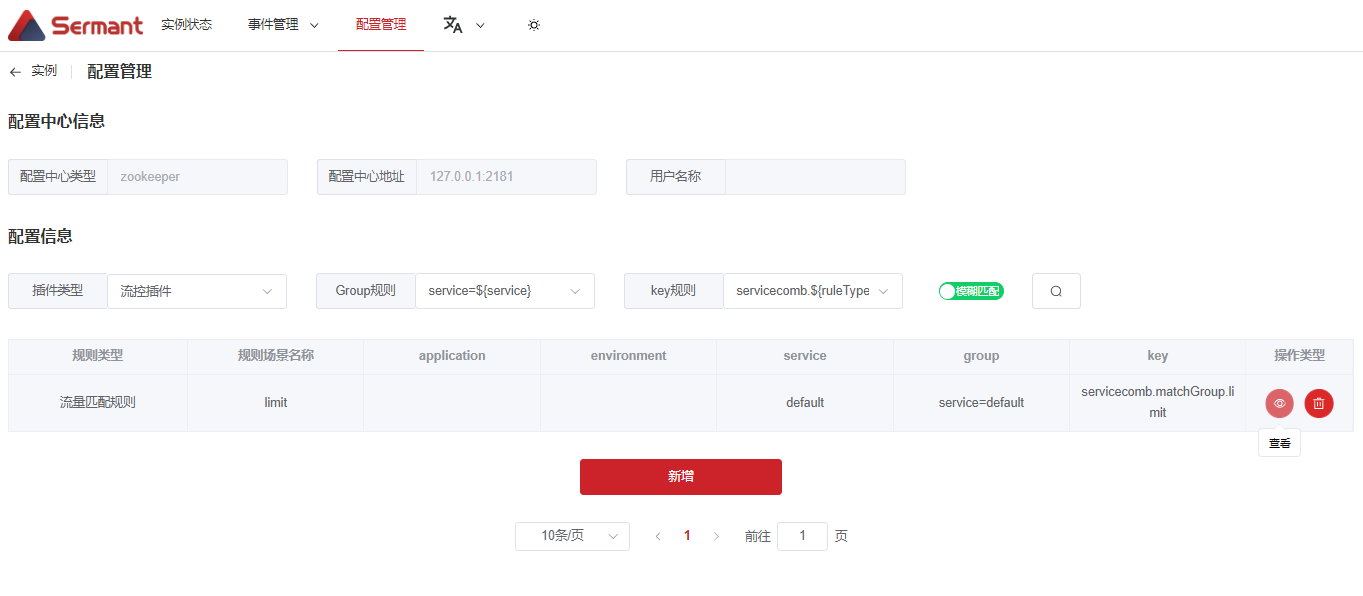 Sermant 实例状态 事件管理 配置管理
实例 配置管理
配置中心信息
配置中心类型 zookeeper 配置中心地址 127.0.0.1:2181 用户名称
配置信息
插件类型 流控插件 Group规则 service=${service} key规则 servicecomb.${ruleType 模糊匹配
规则类型 规则场景名称 application environment service group key 操作类型
流量匹配规则 limit default service=default servicecomb.matchGroup.li
mit
查看
新增
10条/页 1 前往 1 页